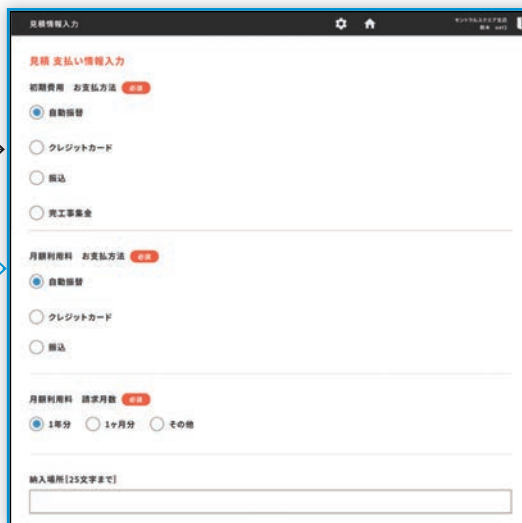 見積情報入力
見積 支払い情報入力
初期費用 お支払方法 必須
自動振替
クレジットカード
振込
完工事集金
月額利用料 お支払方法 必須
自動振替
クレジットカード
振込
月額利用料 請求月数 必須
1年分 1ヶ月分 その他
納入場所[25文字まで]